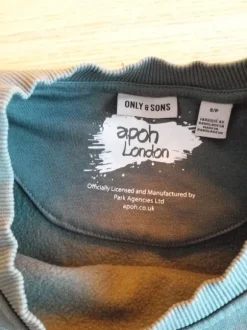 ONLY & SONS
S/P
apoh
London
Officially Licensed and Manufactured by
Park Agencies Ltd
apoh.co.uk